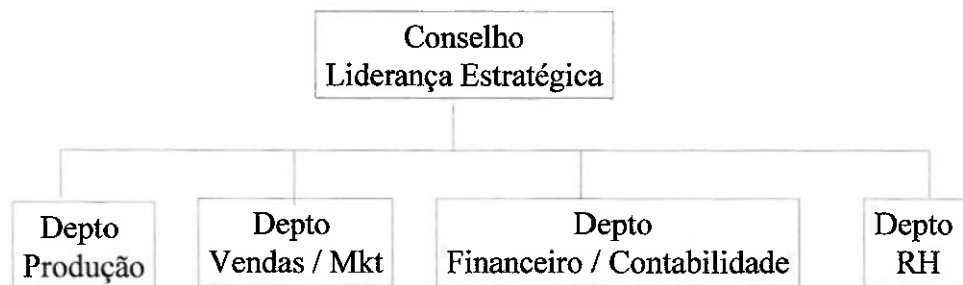 Conselho
Liderança Estratégica
Depto
Produção
Depto
Vendas / Mkt
Depto
Financeiro / Contabilidade
Depto
RH